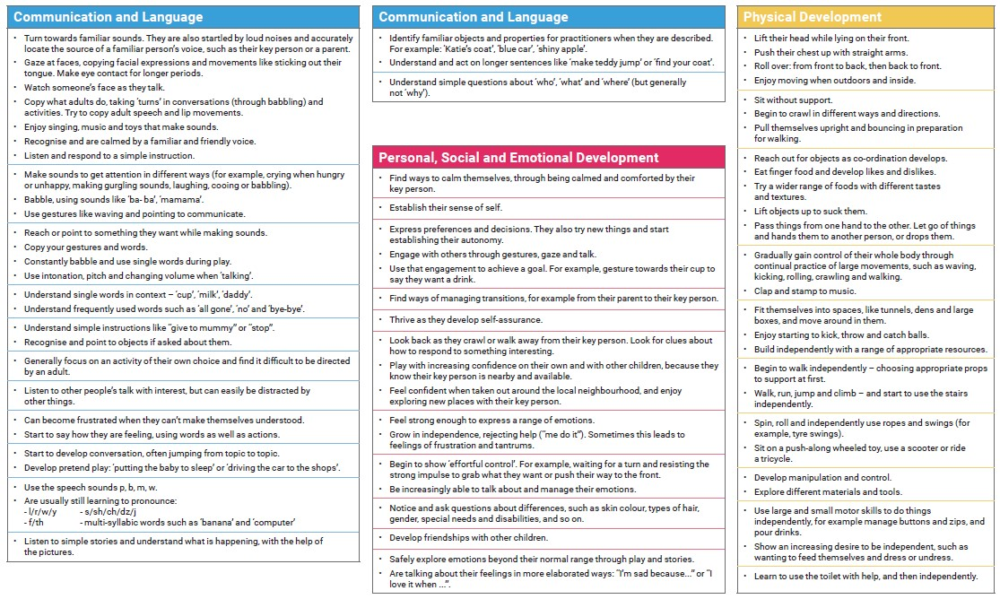 Communication and Language
• Turn towards familiar sounds. They are also startled by loud noises and accurately
locate the source of a familiar person's voice, such as their key person or a parent.
• Gaze at faces, copying facial expressions and movements like sticking out their
tongue. Make eye contact for longer periods.
• Watch someone's face as they talk.
• Copy what adults do, taking 'turns' in conversations (through babbling) and
activities. Try to copy adult speech and lip movements.
• Enjoy singing, music and toys that make sounds.
• Recognise and are calmed by a familiar and friendly voice.
• Listen and respond to a simple instruction.
• Make sounds to get attention in different ways (for example, crying when hungry
or unhappy, making gurgling sounds, laughing, cooing or babbling).
• Babble, using sounds like 'ba- ba', 'mamama'.
• Use gestures like waving and pointing to communicate.
• Reach or point to something they want while making sounds.
• Copy your gestures and words.
• Constantly babble and use single words during play.
• Use intonation, pitch and changing volume when 'talking'.
• Understand single words in context – 'cup', 'milk', 'daddy'.
• Understand frequently used words such as 'all gone', 'no' and 'bye-bye'.
• Understand simple instructions like "give to mummy" or "stop".
• Recognise and point to objects if asked about them.
• Generally focus on an activity of their own choice and find it difficult to be directed
by an adult.
• Listen to other people's talk with interest, but can easily be distracted by
other things.
• Can become frustrated when they can't make themselves understood.
• Start to say how they are feeling, using words as well as actions.
• Start to develop conversation, often jumping from topic to topic.
• Develop pretend play: 'putting the baby to sleep' or 'driving the car to the shops'.
• Use the speech sounds p, b, m, w.
• Are usually still learning to pronounce:
- l/r/w/y - s/sh/ch/dz/j
- f/th - multi-syllabic words such as 'banana' and 'computer'
• Listen to simple stories and understand what is happening, with the help of
the pictures.
Communication and Language
• Identify familiar objects and properties for practitioners when they are described.
For example: 'Katie's coat', 'blue car', 'shiny apple'.
• Understand and act on longer sentences like 'make teddy jump' or 'find your coat'.
• Understand simple questions about 'who', 'what' and 'where' (but generally
not 'why').
Personal, Social and Emotional Development
• Find ways to calm themselves, through being calmed and comforted by their
key person.
• Establish their sense of self.
• Express preferences and decisions. They also try new things and start
establishing their autonomy.
• Engage with others through gestures, gaze and talk.
• Use that engagement to achieve a goal. For example, gesture towards their cup to
say they want a drink.
• Find ways of managing transitions, for example from their parent to their key person.
• Thrive as they develop self-assurance.
• Look back as they crawl or walk away from their key person. Look for clues about
how to respond to something interesting.
• Play with increasing confidence on their own and with other children, because they
know their key person is nearby and available.
• Feel confident when taken out around the local neighbourhood, and enjoy
exploring new places with their key person.
• Feel strong enough to express a range of emotions.
• Grow in independence, rejecting help ("me do it"). Sometimes this leads to
feelings of frustration and tantrums.
• Begin to show 'effortful control'. For example, waiting for a turn and resisting the
strong impulse to grab what they want or push their way to the front.
• Be increasingly able to talk about and manage their emotions.
• Notice and ask questions about differences, such as skin colour, types of hair,
gender, special needs and disabilities, and so on.
• Develop friendships with other children.
• Safely explore emotions beyond their normal range through play and stories.
• Are talking about their feelings in more elaborated ways: "I'm sad because..." or "I
love it when ...".
Physical Development
• Lift their head while lying on their front.
• Push their chest up with straight arms.
• Roll over: from front to back, then back to front.
• Enjoy moving when outdoors and inside.
• Sit without support.
• Begin to crawl in different ways and directions.
• Pull themselves upright and bouncing in preparation
for walking.
• Reach out for objects as co-ordination develops.
• Eat finger food and develop likes and dislikes.
• Try a wider range of foods with different tastes
and textures.
• Lift objects up to suck them.
• Pass things from one hand to the other. Let go of things
and hands them to another person, or drops them.
• Gradually gain control of their whole body through
continual practice of large movements, such as waving,
kicking, rolling, crawling and walking.
• Clap and stamp to music.
• Fit themselves into spaces, like tunnels, dens and large
boxes, and move around in them.
• Enjoy starting to kick, throw and catch balls.
• Build independently with a range of appropriate resources.
• Begin to walk independently – choosing appropriate props
to support at first.
• Walk, run, jump and climb – and start to use the stairs
independently.
• Spin, roll and independently use ropes and swings (for
example, tyre swings).
• Sit on a push-along wheeled toy, use a scooter or ride
a tricycle.
• Develop manipulation and control.
• Explore different materials and tools.
• Use large and small motor skills to do things
independently, for example manage buttons and zips, and
pour drinks.
• Show an increasing desire to be independent, such as
wanting to feed themselves and dress or undress.
• Learn to use the toilet with help, and then independently.